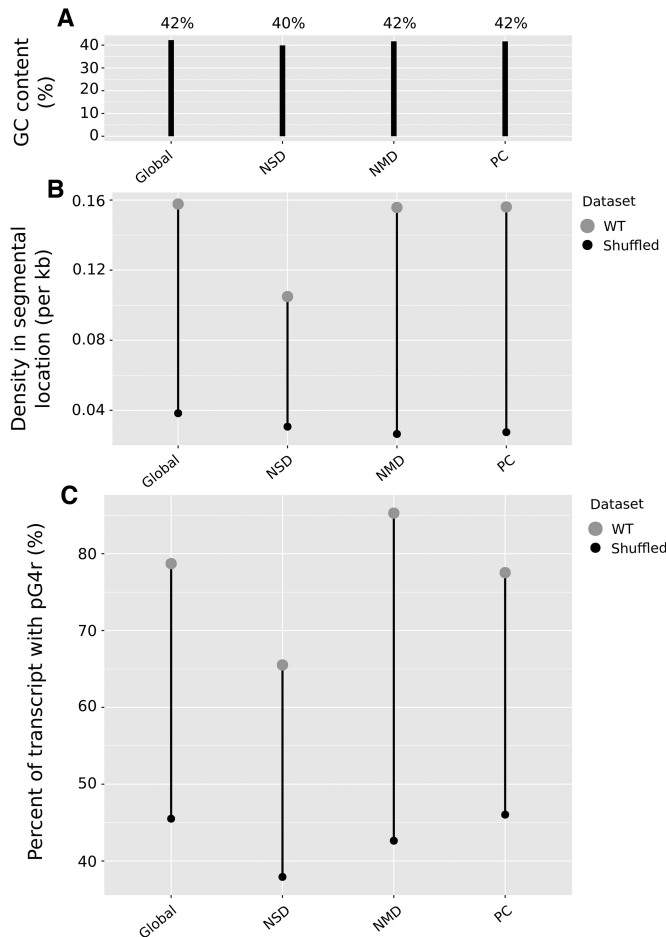 A
42% 40% 42% 42%
GC content
(%)
40
30
20
10
0
Global NSD NMD PC
B
Density in segmental
location (per kb)
0.16
0.12
0.08
0.04
Global NSD NMD PC
Dataset
WT
Shuffled
C
Percent of transcript with pG4r (%)
80
70
60
50
40
Global NSD NMD PC
Dataset
WT
Shuffled